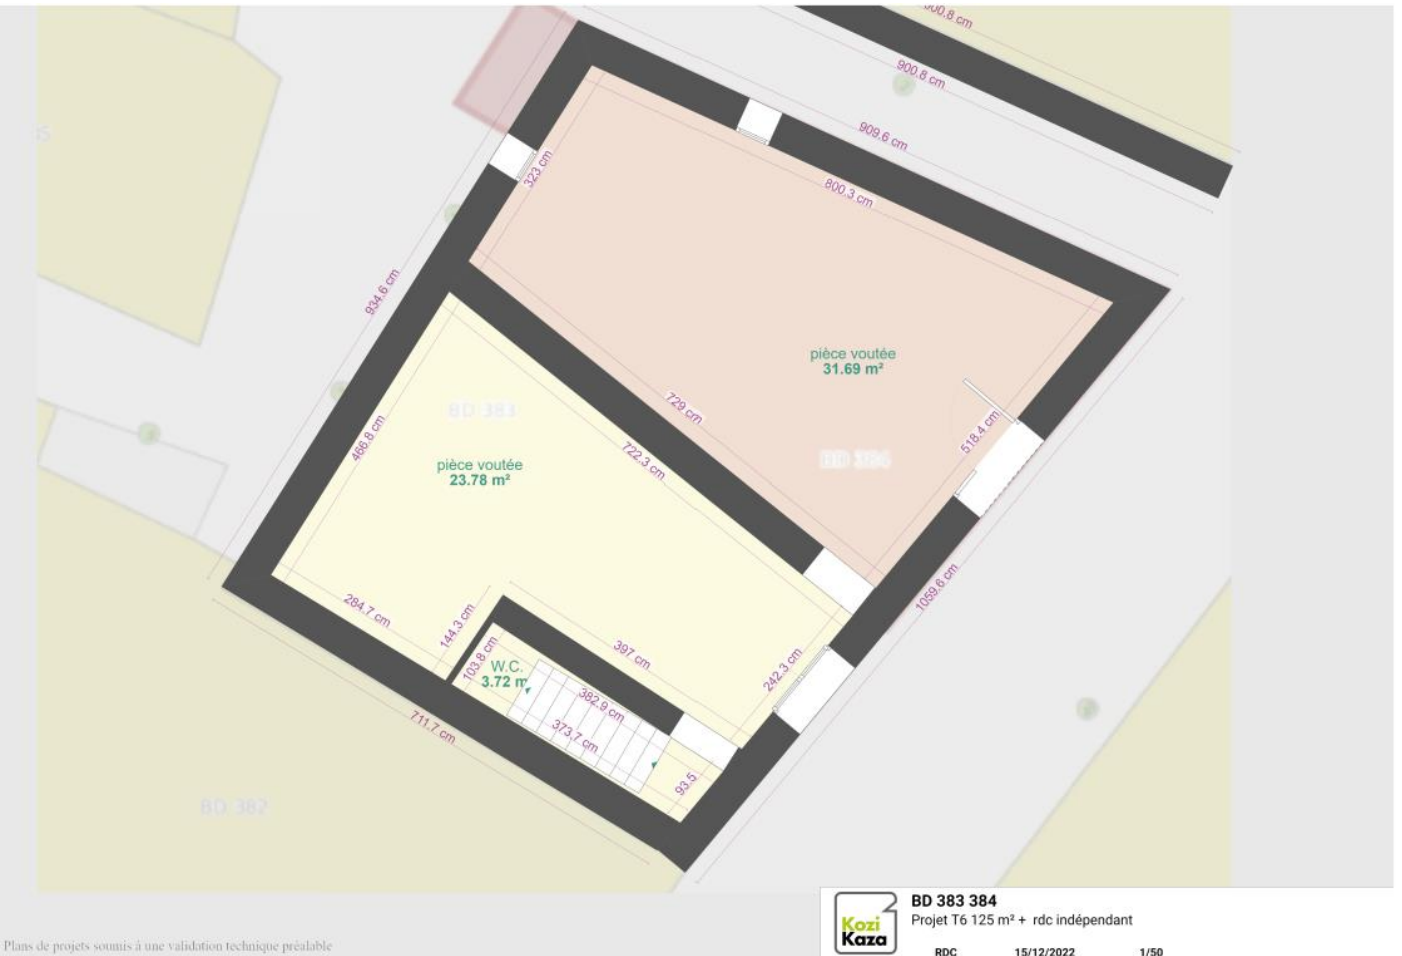 900.8 cm
900.8 cm
909.6 cm
323 cm
800.3 cm
934.6 cm
pièce voutée
31.69 m²
729 cm
BD 383
466.8 cm
518.4 cm
722.3 cm
BD 384
pièce voutée
23.78 m²
1059.6 cm
284.7 cm
144.3 cm
397 cm
103.8 cm
W.C.
3.72 m
242.3 cm
382.9 cm
373.7 cm
711.7 cm
93.5
BD 382
Kozi
Kaza
BD 383 384
Projet T6 125 m² + rdc indépendant
RDC 15/12/2022 1/50
Plans de projets soumis à une validation technique préalable